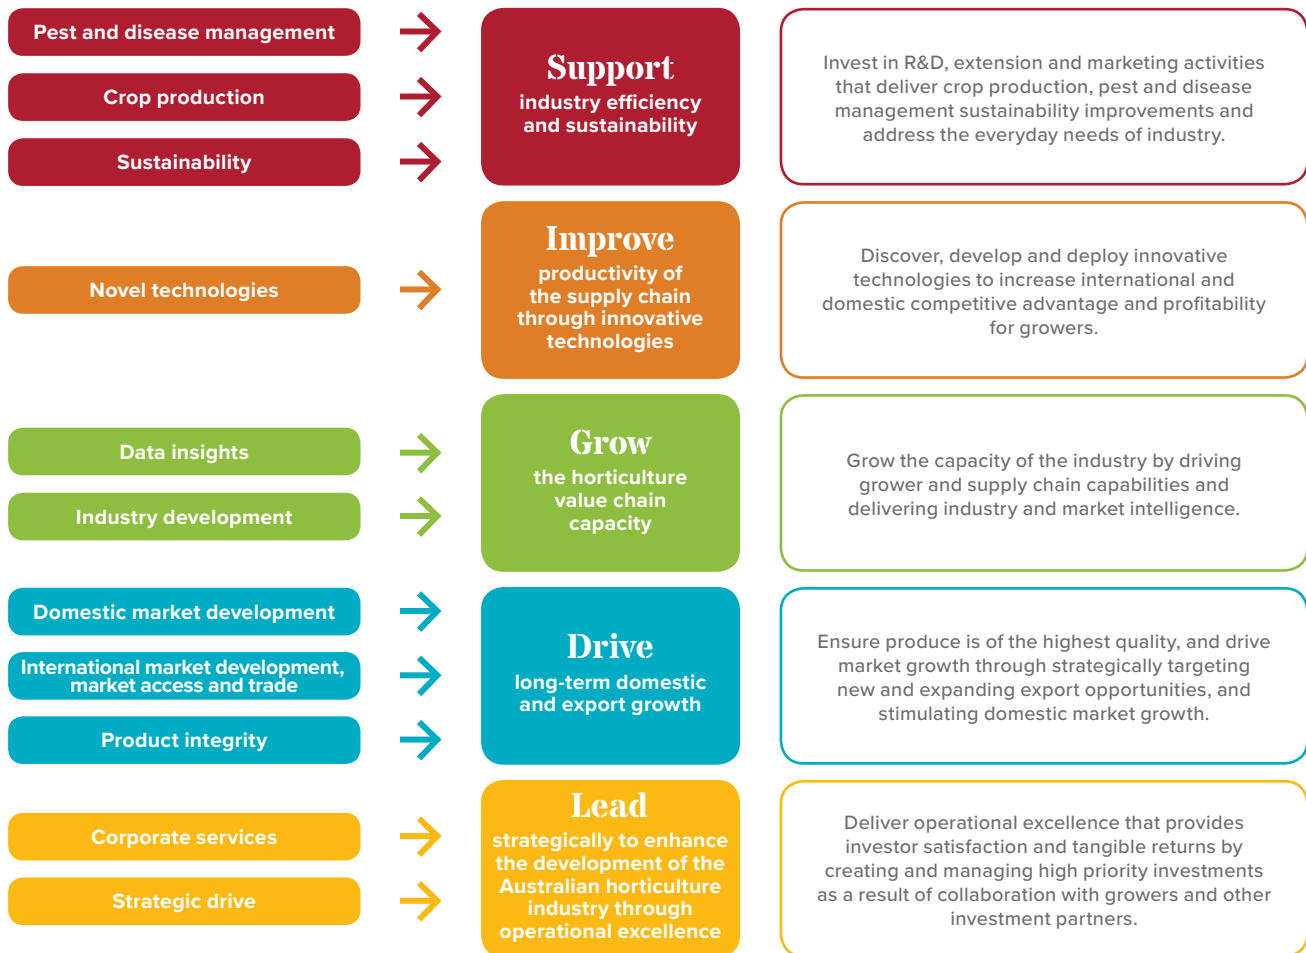 Pest and disease management
Crop production
Sustainability
Support
industry efficiency
and sustainability
Invest in R&D, extension and marketing activities
that deliver crop production, pest and disease
management sustainability improvements and
address the everyday needs of industry.
Novel technologies
Improve
productivity of
the supply chain
through innovative
technologies
Discover, develop and deploy innovative
technologies to increase international and
domestic competitive advantage and profitability
for growers.
Data insights
Industry development
Grow
the horticulture
value chain
capacity
Grow the capacity of the industry by driving
grower and supply chain capabilities and
delivering industry and market intelligence.
Domestic market development
International market development,
market access and trade
Product integrity
Drive
long-term domestic
and export growth
Ensure produce is of the highest quality, and drive
market growth through strategically targeting
new and expanding export opportunities, and
stimulating domestic market growth.
Corporate services
Strategic drive
Lead
strategically to enhance
the development of the
Australian horticulture
industry through
operational excellence
Deliver operational excellence that provides
investor satisfaction and tangible returns by
creating and managing high priority investments
as a result of collaboration with growers and other
investment partners.